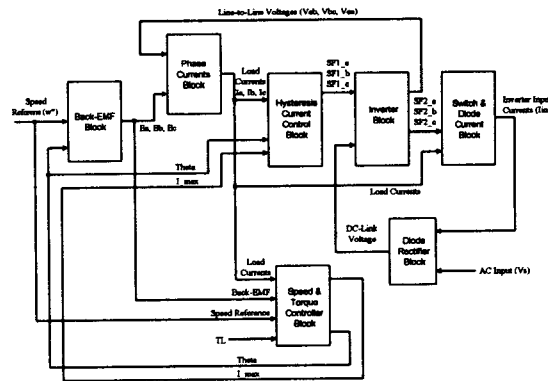 Line-to-Line Voltages (Vab, Vbc, Vca)
Phase
Currents
Block
Load
Currents
Ia, Ib, Ic
SF1_a
SF1_b
SF1_c
Speed
Reference (w*)
Back-EMF
Block
Ea, Eb, Ec
Hysteresis
Current
Control
Block
Inverter
Block
SF2_a
SF2_b
SF2_c
Switch &
Diode
Current
Block
Inverter Input
Currents
Theta
I_max
Load Currents
DC-Link
Voltage
Diode
Rectifier
Block
AC Input (Vs)
Load
Currents
Back-EMF
Speed Reference
TL
Speed &
Torque
Controller
Block
Theta
I_max